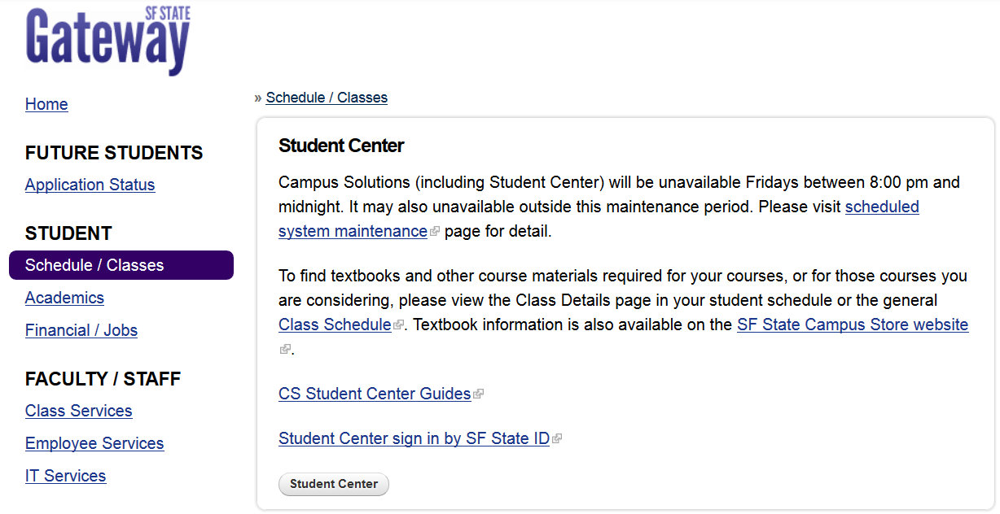 SF STATE
Gateway
Home
FUTURE STUDENTS
Application Status
STUDENT
Schedule / Classes
Academics
Financial / Jobs
FACULTY / STAFF
Class Services
Employee Services
IT Services
» Schedule / Classes
Student Center
Campus Solutions (including Student Center) will be unavailable Fridays between 8:00 pm and
midnight. It may also unavailable outside this maintenance period. Please visit scheduled
system maintenance page for detail.
To find textbooks and other course materials required for your courses, or for those courses you
are considering, please view the Class Details page in your student schedule or the general
Class Schedule. Textbook information is also available on the SF State Campus Store website
.
CS Student Center Guides
Student Center sign in by SF State ID
Student Center